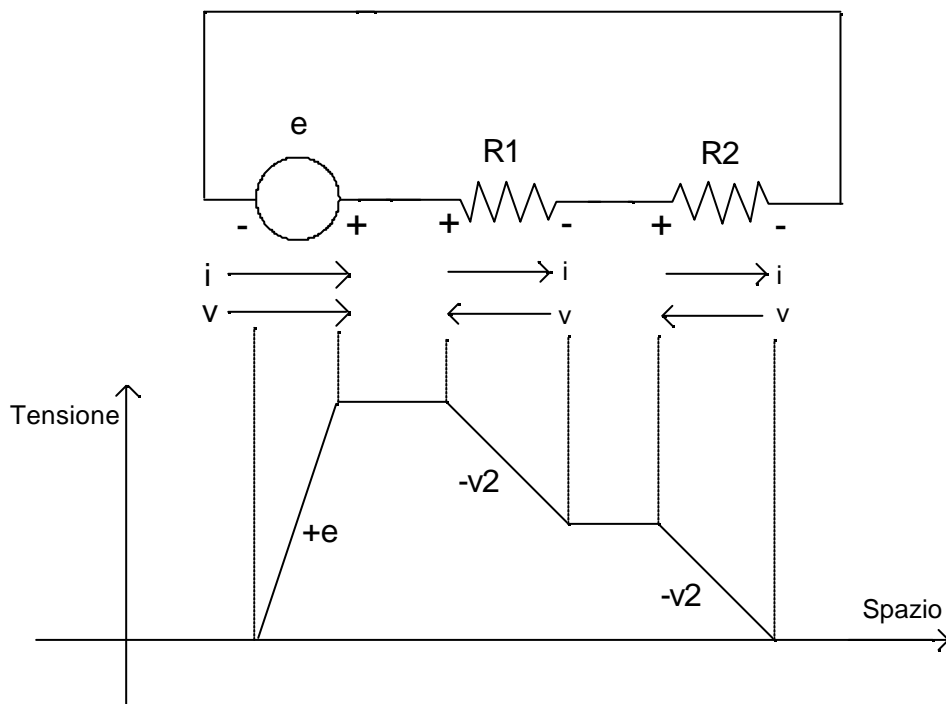 e
R1
R2
- + + - + -
i i i
v v v
Tensione
-v2
+e
-v2
Spazio